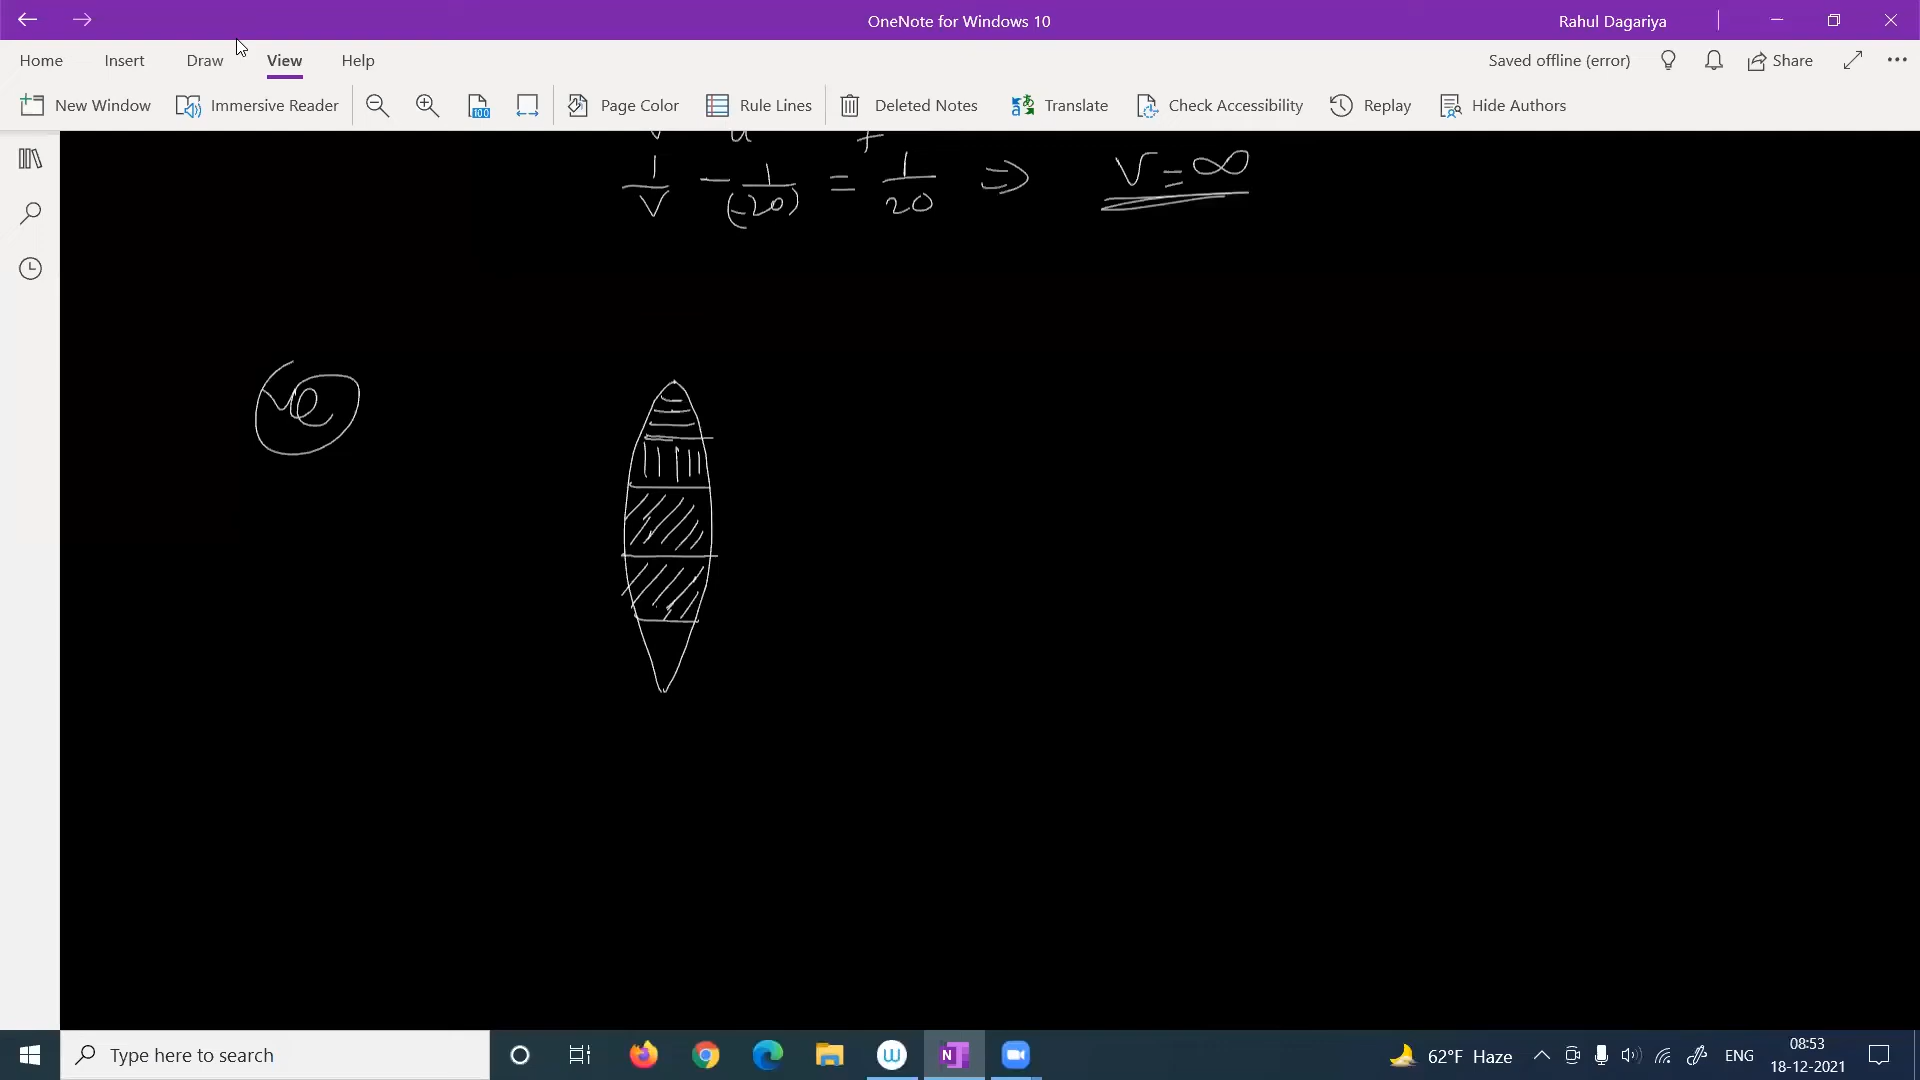 OneNote for Windows 10
Rahul Dagariya
Home Insert Draw View Help
Saved offline (error) Share
New Window Immersive Reader 100 Page Color Rule Lines Deleted Notes Translate Check Accessibility Replay Hide Authors
1/V - 1/(-20) = 1/20 ⇒ V = ∞
Type here to search
62°F Haze
ENG
08:53
18-12-2021